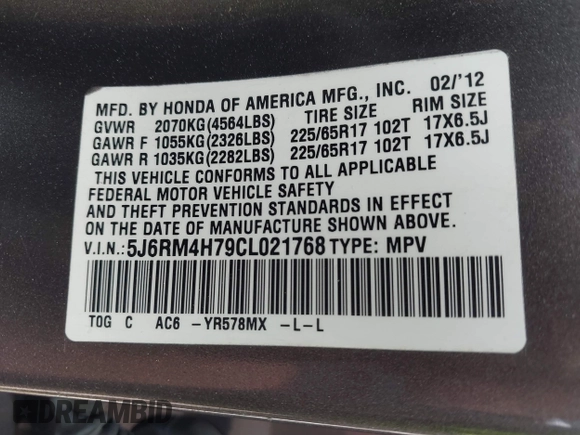 MFD. BY HONDA OF AMERICA MFG., INC. 02/'12
GVWR 2070KG(4564LBS) TIRE SIZE RIM SIZE
GAWR F 1055KG(2326LBS) 225/65R17 102T 17X6.5J
GAWR R 1035KG(2282LBS) 225/65R17 102T 17X6.5J
THIS VEHICLE CONFORMS TO ALL APPLICABLE
FEDERAL MOTOR VEHICLE SAFETY
AND THEFT PREVENTION STANDARDS IN EFFECT
ON THE DATE OF MANUFACTURE SHOWN ABOVE.
V.I.N.: 5J6RM4H79CL021768 TYPE: MPV
T0G C AC6 -YR578MX -L-L
DREAMBID